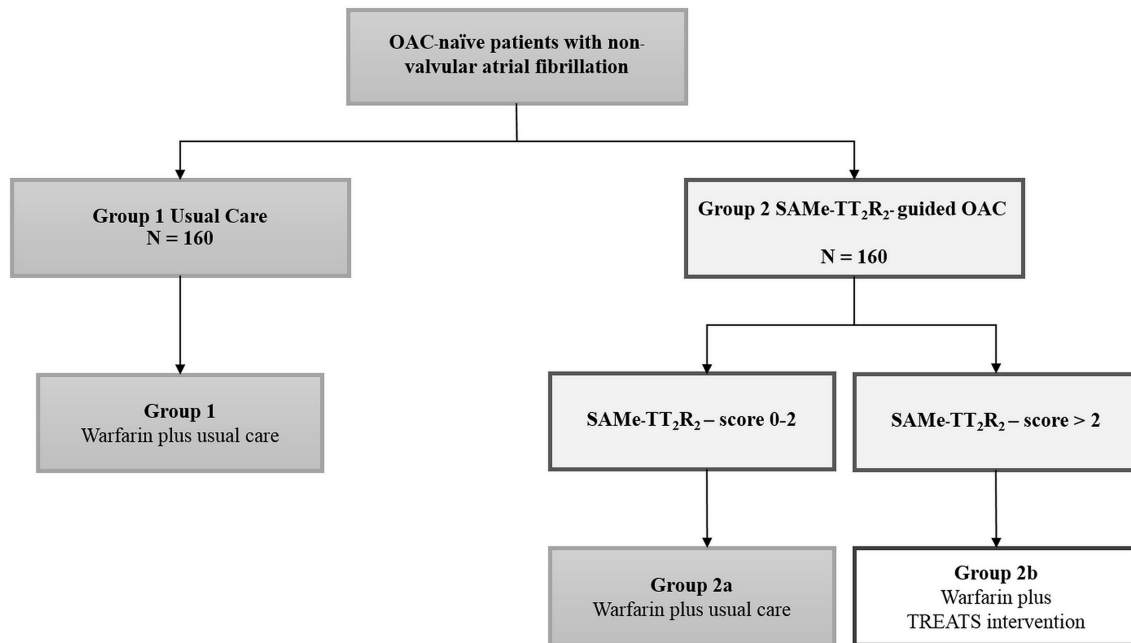 OAC-naïve patients with non-
valvular atrial fibrillation
Group 1 Usual Care
N = 160
Group 2 SAMe-TT₂R₂- guided OAC
N = 160
Group 1
Warfarin plus usual care
SAMe-TT₂R₂ – score 0-2
SAMe-TT₂R₂ – score > 2
Group 2a
Warfarin plus usual care
Group 2b
Warfarin plus
TREATS intervention